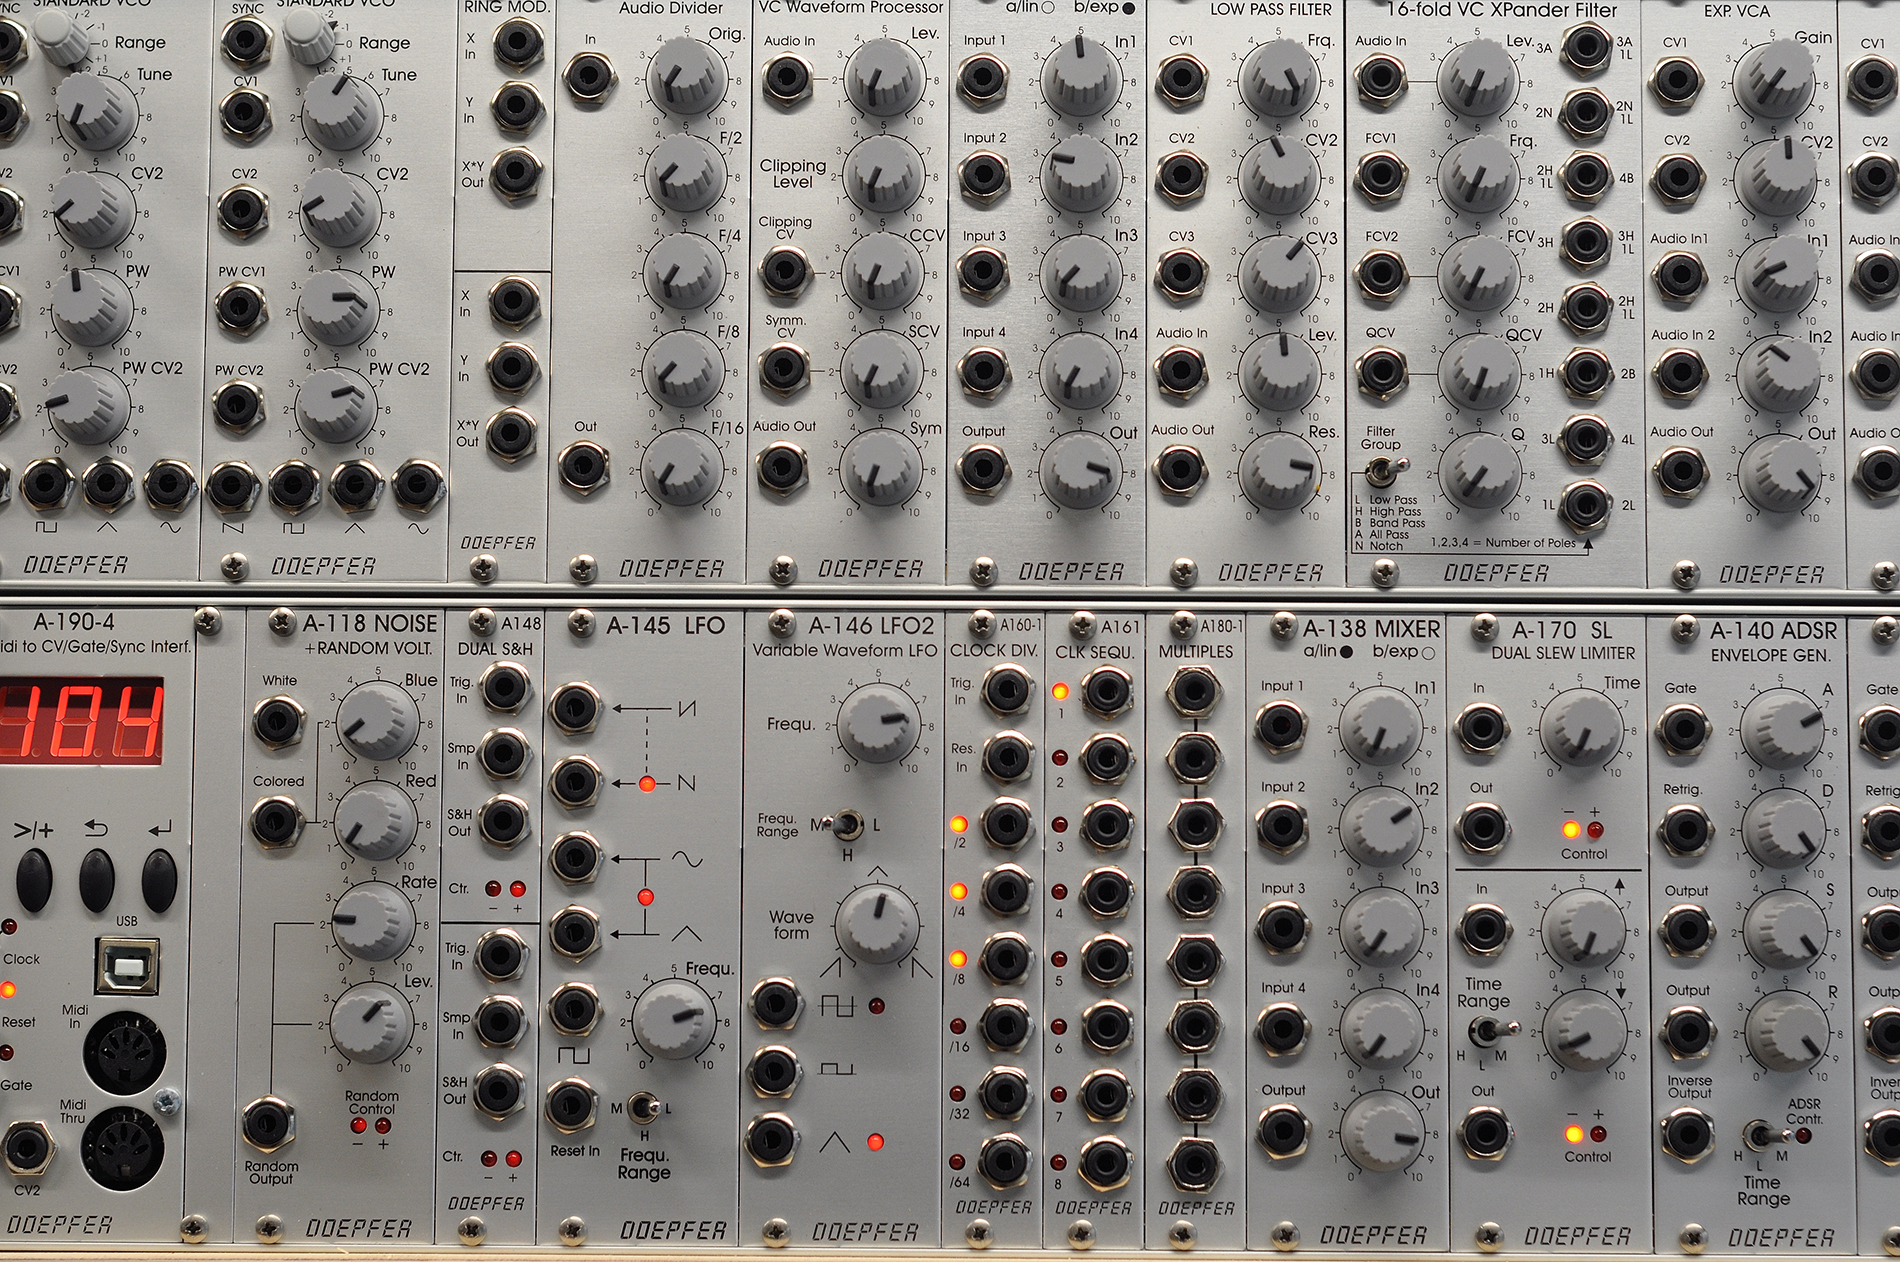 SYNC
STANDARD VCO
RING MOD.
Audio Divider
VC Waveform Processor
a/lin b/exp
LOW PASS FILTER
16-fold VC XPander Filter
EXP. VCA
Range
Tune
CV2
PW
PW CV2
DOEPFER
SYNC
CV1
CV2
PW CV1
PW CV2
Range
Tune
CV2
PW
PW CV2
DOEPFER
X
In
Y
In
X*Y
Out
X
In
Y
In
X*Y
Out
DOEPFER
In
Out
Orig.
F/2
F/4
F/8
F/16
DOEPFER
Audio In
Clipping
Level
Clipping
CV
Symm.
CV
Audio Out
Lev.
CCV
SCV
Sym
DOEPFER
Input 1
Input 2
Input 3
Input 4
Output
In1
In2
In3
In4
Out
DOEPFER
CV1
CV2
CV3
Audio In
Audio Out
Frq.
CV2
CV3
Lev.
Res.
DOEPFER
Audio In
FCV1
FCV2
QCV
Filter
Group
L Low Pass
H High Pass
B Band Pass
A All Pass
N Notch
1,2,3,4 = Number of Poles
Lev.
Frq.
FCV
QCV
Q
3A 3A 1L
2N 2N 1L
2H 1L 4B
3H 3H 1L
2H 2H 1L
1H 2B
3L 4L
1L 2L
DOEPFER
CV1
CV2
Audio In1
Audio In 2
Audio Out
Gain
CV2
In1
In2
Out
DOEPFER
CV1
CV2
A-190-4
idi to CV/Gate/Sync Interf.
184
>/+
USB
Clock
Reset
Gate
Midi
In
Midi
Thru
CV2
DOEPFER
A-118 NOISE
+RANDOM VOLT.
White
Colored
Blue
Red
Rate
Lev.
Random
Control
- +
Random
Output
DOEPFER
A148
DUAL S&H
Trig.
In
Smp
In
S&H
Out
Ctr.
- +
Trig.
In
Smp
In
S&H
Out
Ctr.
- +
DOEPFER
A-145 LFO
Frequ.
Reset In
M L
H
Frequ.
Range
DOEPFER
A-146 LFO2
Variable Waveform LFO
Frequ.
Frequ.
Range
M L
H
Wave
form
DOEPFER
A160-1
CLOCK DIV.
Trig.
In
Res.
In
/2
/4
/8
/16
/32
/64
DOEPFER
A161
CLK SEQU.
1
2
3
4
5
6
7
8
DOEPFER
A180-1
MULTIPLES
DOEPFER
A-138 MIXER
a/lin b/exp
Input 1
Input 2
Input 3
Input 4
Output
In1
In2
In3
In4
Out
DOEPFER
A-170 SL
DUAL SLEW LIMITER
In
Time
Out
- +
Control
In
Time
Range
H M
L
Out
- +
Control
DOEPFER
A-140 ADSR
ENVELOPE GEN.
Gate
Retrig.
Output
Output
Inverse
Output
A
D
S
R
ADSR
Contr.
H M
L
Time
Range
DOEPFER